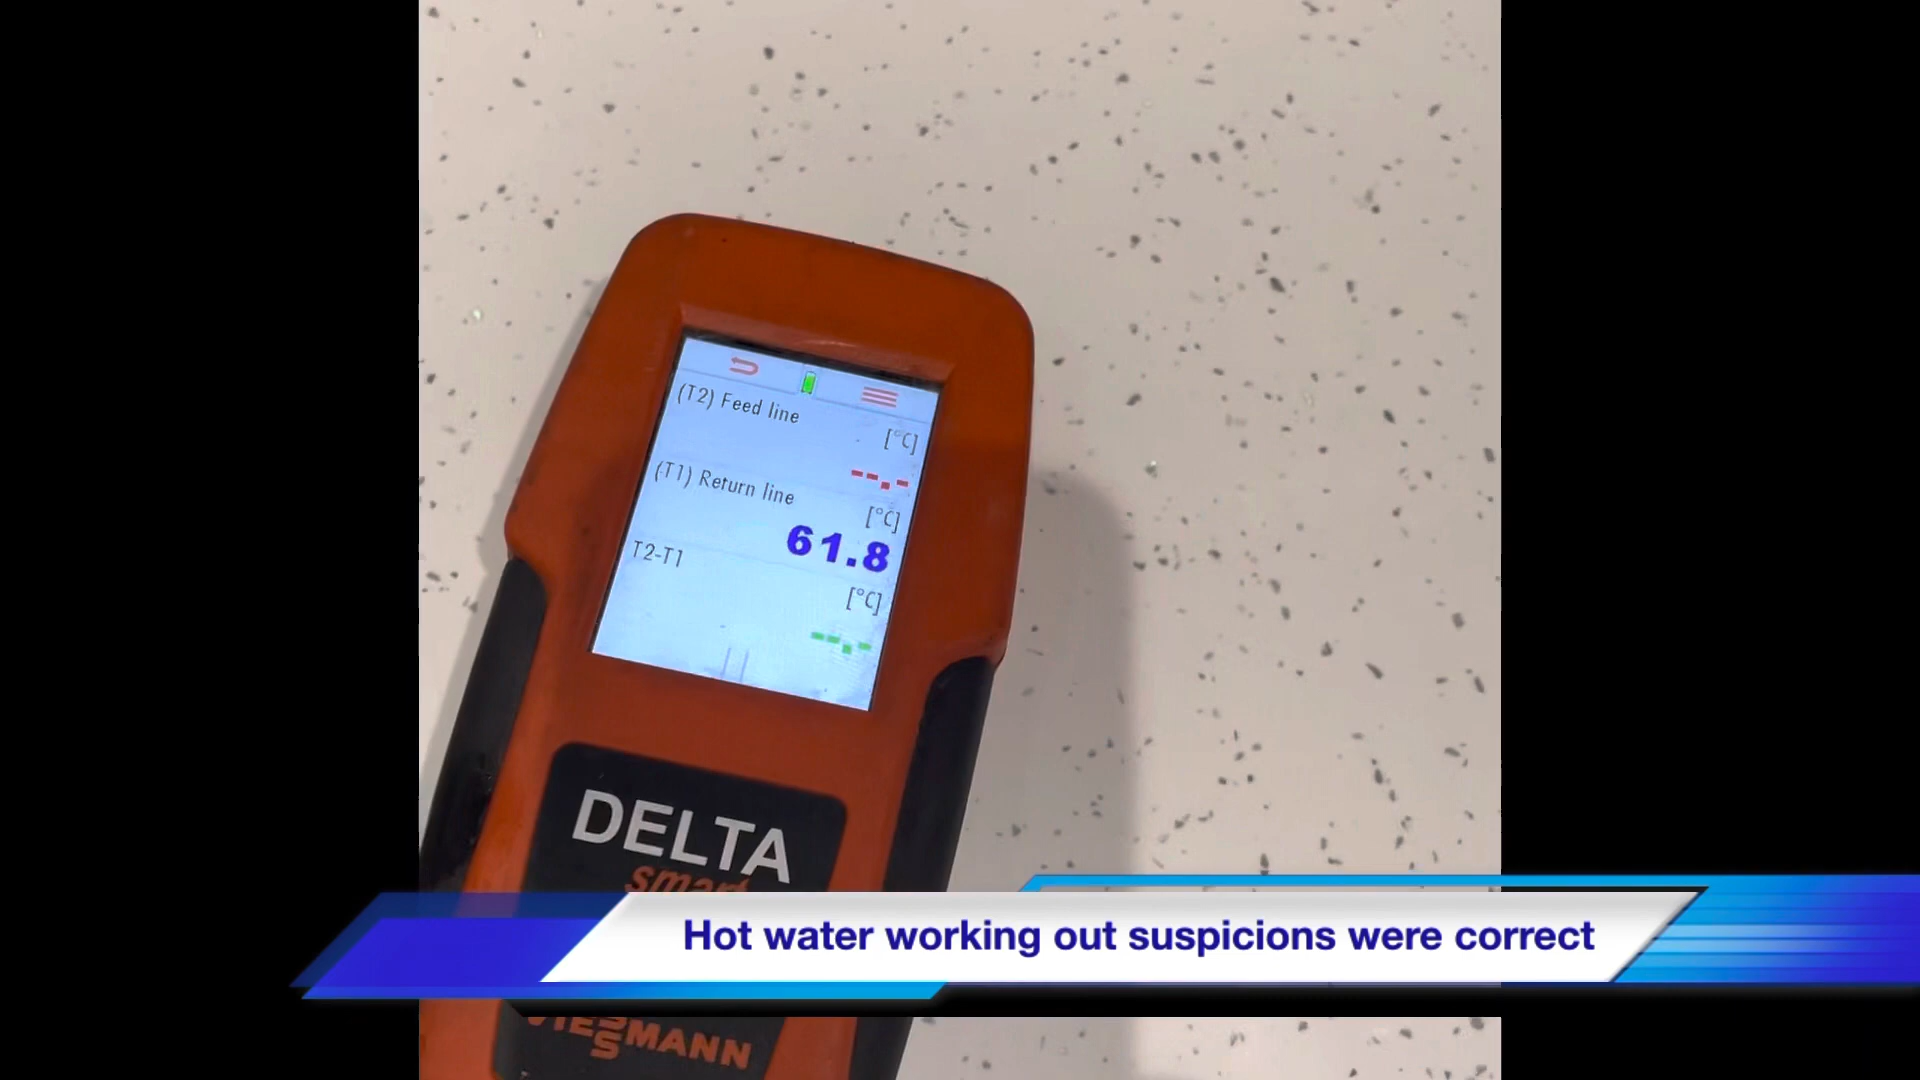 (T2) Feed line
[°C]
--.-
(T1) Return line
[°C]
61.8
T2-T1
[°C]
--.-
DELTA
smart
Hot water working out suspicions were correct
VIESSMANN